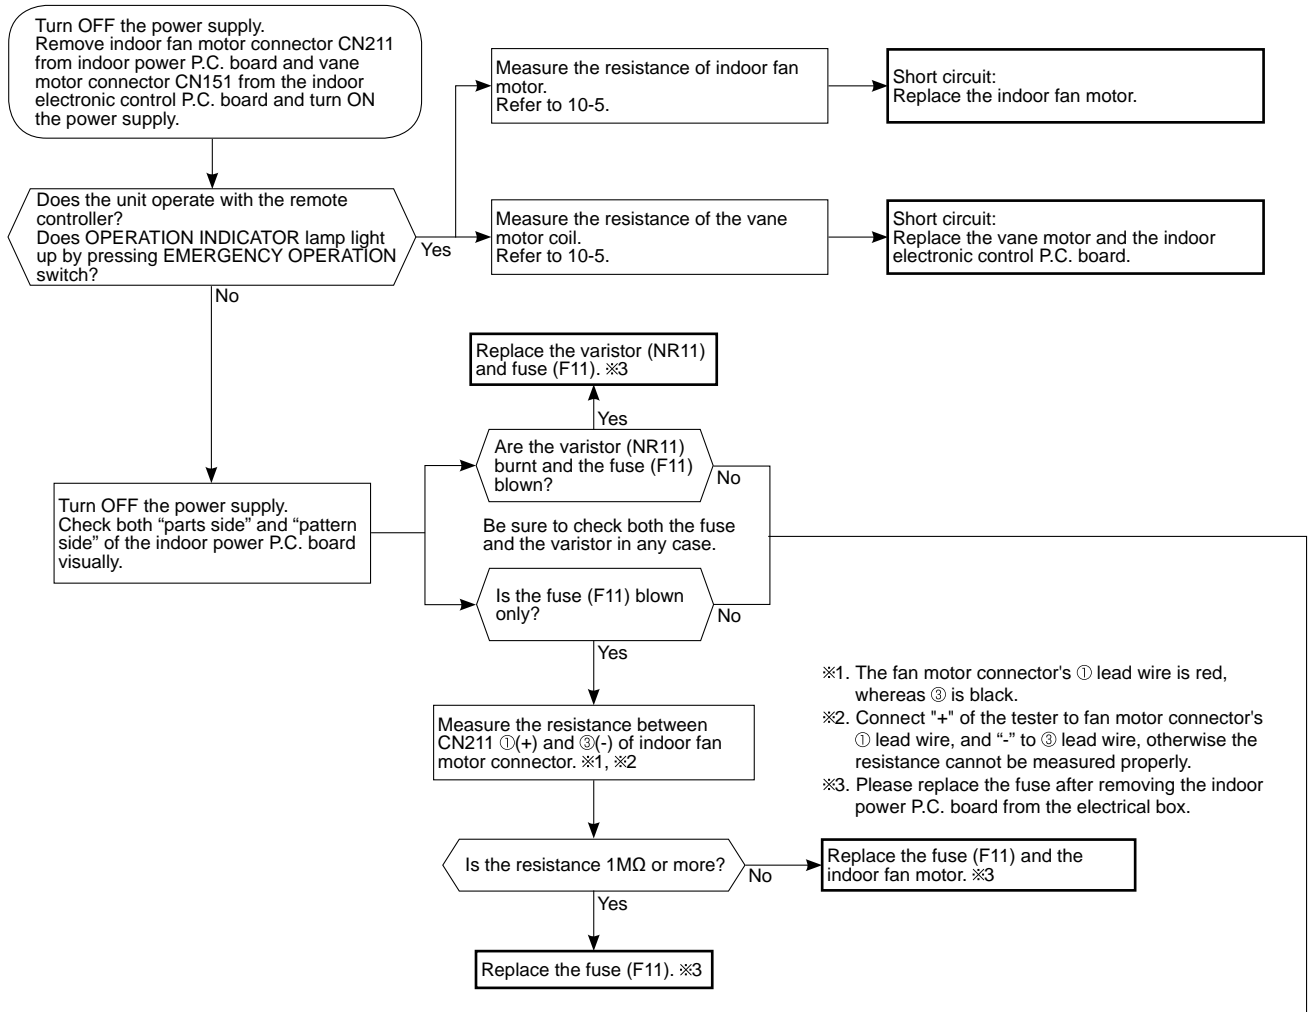 Turn OFF the power supply.
Remove indoor fan motor connector CN211
from indoor power P.C. board and vane
motor connector CN151 from the indoor
electronic control P.C. board and turn ON
the power supply.
Measure the resistance of indoor fan
motor.
Refer to 10-5.
Short circuit:
Replace the indoor fan motor.
Does the unit operate with the remote
controller?
Does OPERATION INDICATOR lamp light
up by pressing EMERGENCY OPERATION
switch?
Yes
Measure the resistance of the vane
motor coil.
Refer to 10-5.
Short circuit:
Replace the vane motor and the indoor
electronic control P.C. board.
No
Replace the varistor (NR11)
and fuse (F11). ※3
Yes
Are the varistor (NR11)
burnt and the fuse (F11)
blown?
No
Turn OFF the power supply.
Check both “parts side” and “pattern
side” of the indoor power P.C. board
visually.
Be sure to check both the fuse
and the varistor in any case.
Is the fuse (F11) blown
only?
No
Yes
Measure the resistance between
CN211 ①(+) and ③(-) of indoor fan
motor connector. ※1, ※2
※1. The fan motor connector's ① lead wire is red,
whereas ③ is black.
※2. Connect "+" of the tester to fan motor connector's
① lead wire, and “-” to ③ lead wire, otherwise the
resistance cannot be measured properly.
※3. Please replace the fuse after removing the indoor
power P.C. board from the electrical box.
Is the resistance 1MΩ or more?
No
Replace the fuse (F11) and the
indoor fan motor. ※3
Yes
Replace the fuse (F11). ※3